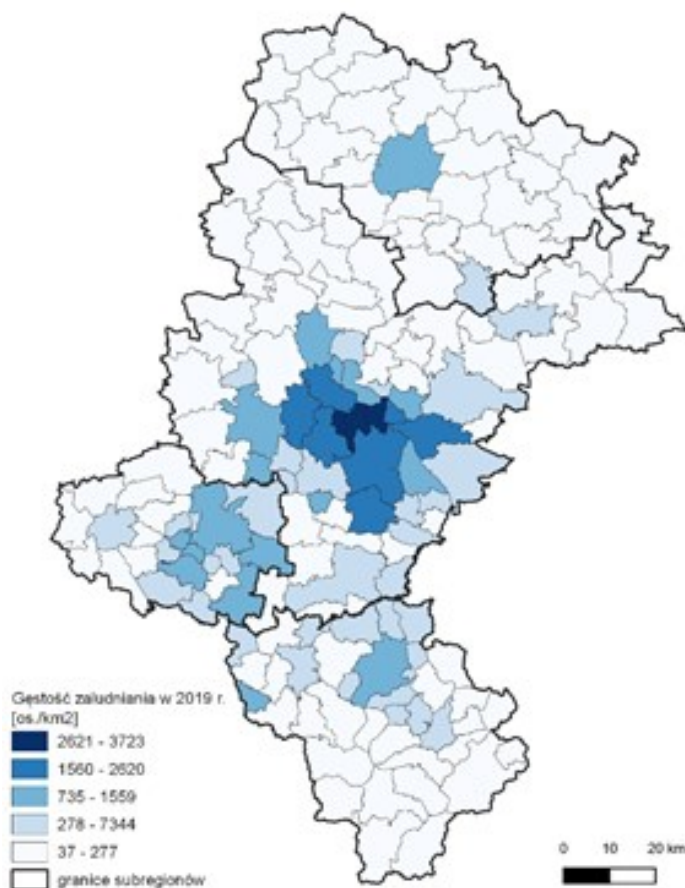 Gęstość zaludniania w 2019 r.
[os./km2]
2621 - 3723
1560 - 2620
735 - 1559
278 - 7344
37 - 277
granice subregionów
0 10 20 km